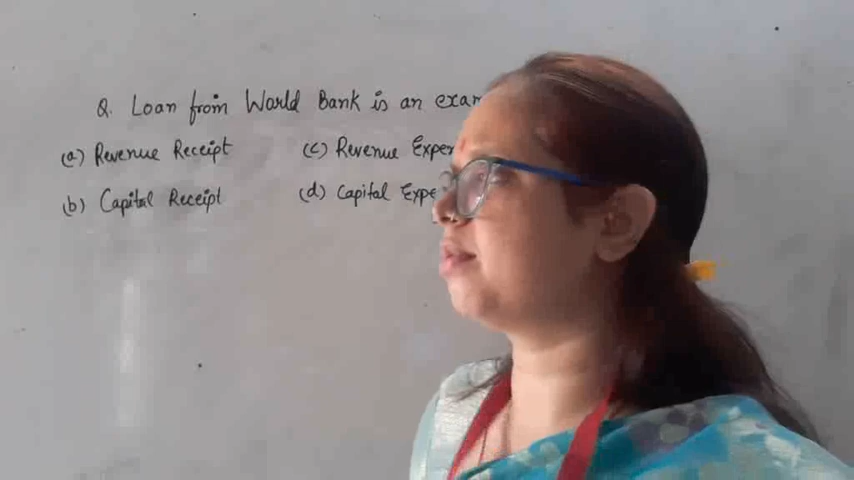 Q. Loan from World Bank is an
(a) Revenue Receipt (c) Revenue
(b) Capital Receipt (d) Capital